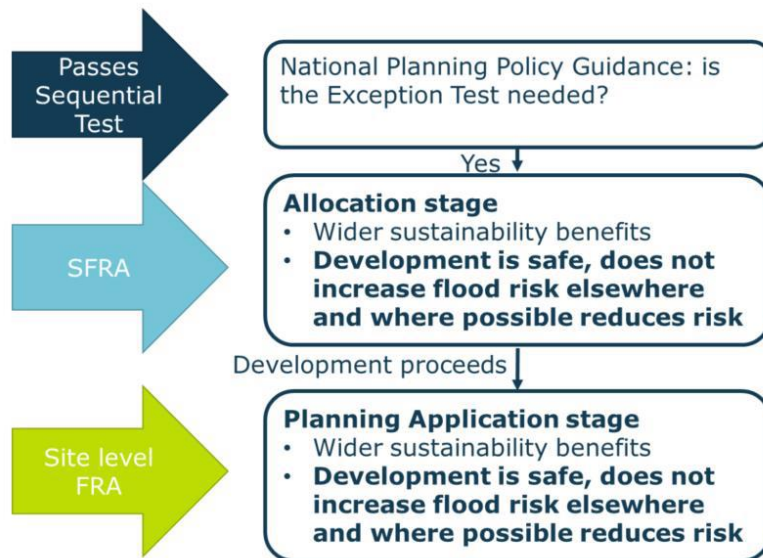 Passes
Sequential
Test
National Planning Policy Guidance: is
the Exception Test needed?
Yes
SFRA
Allocation stage
• Wider sustainability benefits
• Development is safe, does not
increase flood risk elsewhere
and where possible reduces risk
Development proceeds
Site level
FRA
Planning Application stage
• Wider sustainability benefits
• Development is safe, does not
increase flood risk elsewhere
and where possible reduces risk